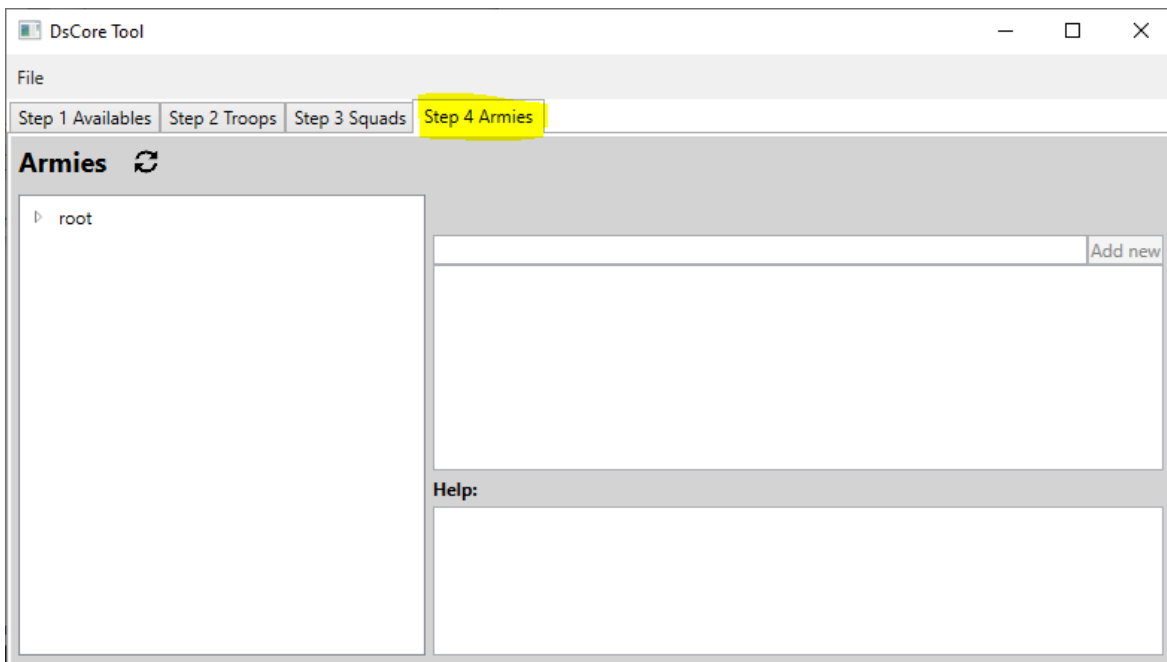 DsCore Tool
File
Step 1 Availables Step 2 Troops Step 3 Squads Step 4 Armies
Armies
root
Add new
Help: